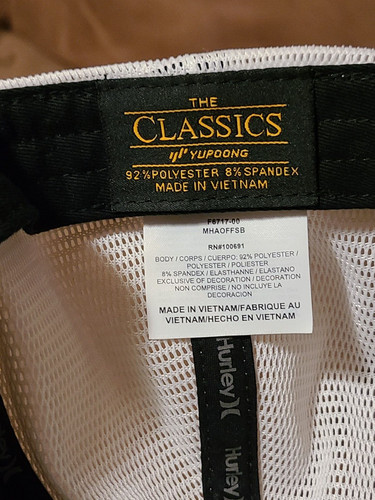 THE
CLASSICS
YUPOONG
92%POLYESTER 8%SPANDEX
MADE IN VIETNAM
F6717-00
MHAOFFSB
RN#100691
BODY / CORPS / CUERPO: 92% POLYESTER /
POLYESTER / POLIESTER
8% SPANDEX / ELASTHANNE / ELASTANO
EXCLUSIVE OF DECORATION / DECORATION
NON COMPRISE / NO INCLUYE LA
DECORACIÓN
MADE IN VIETNAM/FABRIQUE AU
VIETNAM/HECHO EN VIETNAM
Hurley
Hurley